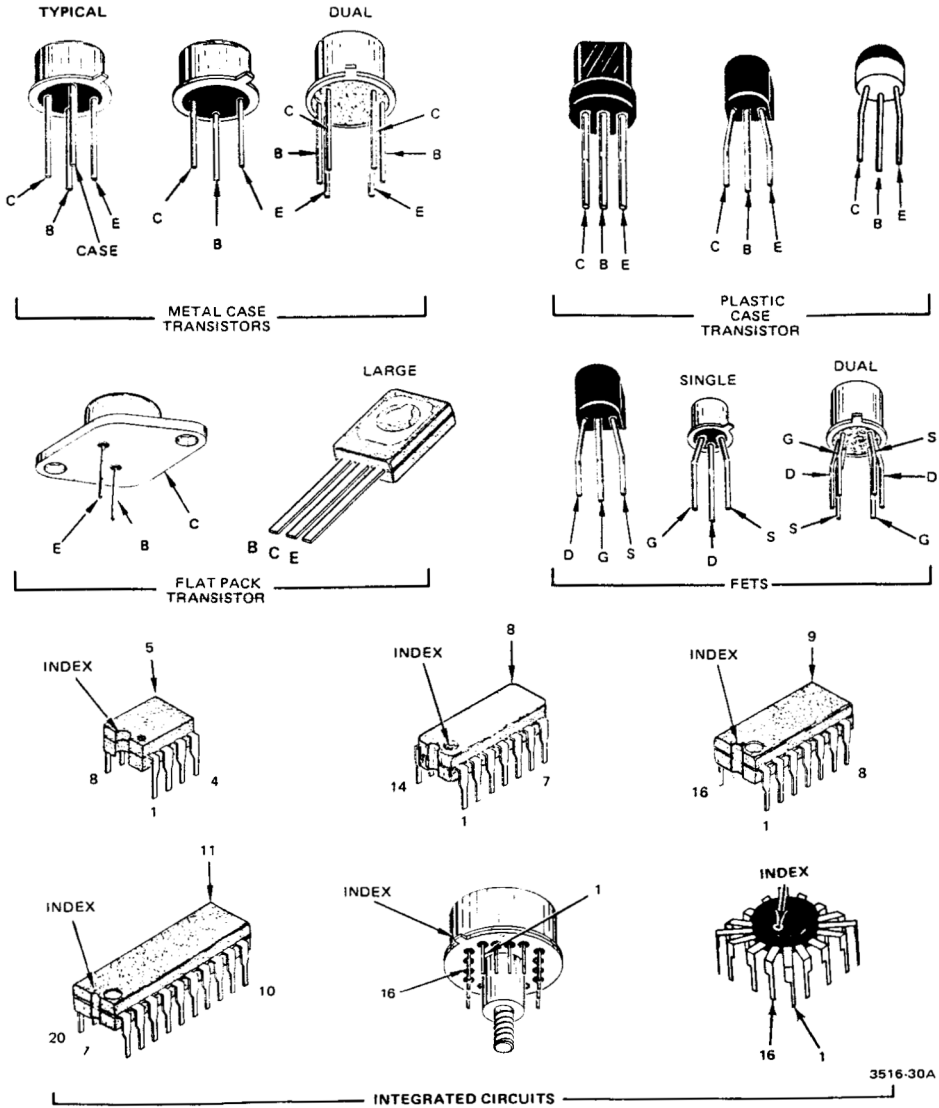 TYPICAL
DUAL
C
B
CASE
E
C
B
E
C
B
E
C
B
E
C B E
C B E
C B E
METAL CASE
TRANSISTORS
PLASTIC
CASE
TRANSISTOR
LARGE
E
B
C
B C E
FLAT PACK
TRANSISTOR
SINGLE
DUAL
D G S
G
D
S
G
D
S
S
D
G
FETS
INDEX
5
8
4
1
INDEX
8
14
7
1
INDEX
9
16
8
1
INDEX
11
20
1
10
INDEX
1
16
INDEX
16
1
3516-30A
INTEGRATED CIRCUITS